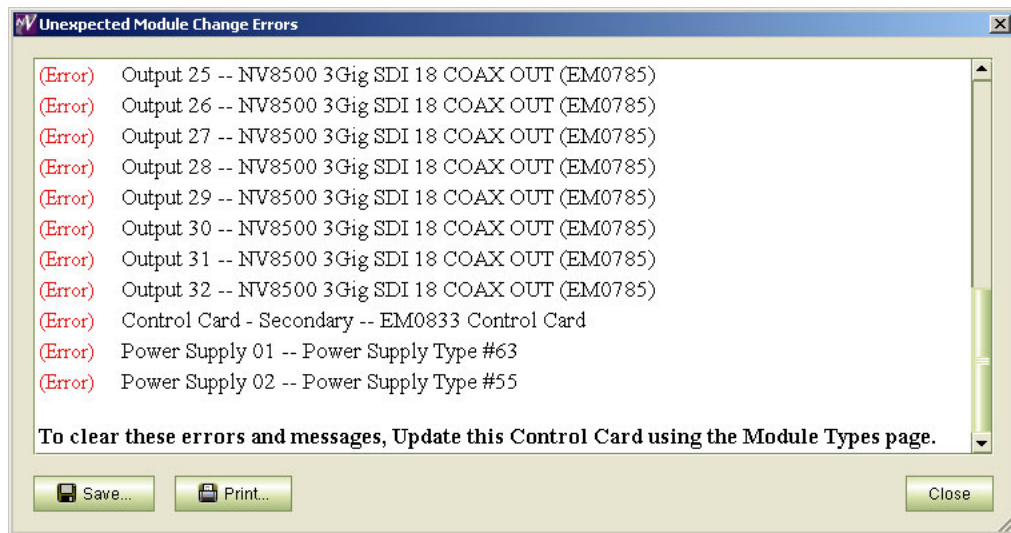 Unexpected Module Change Errors
(Error) Output 25 -- NV8500 3Gig SDI 18 COAX OUT (EM0785)
(Error) Output 26 -- NV8500 3Gig SDI 18 COAX OUT (EM0785)
(Error) Output 27 -- NV8500 3Gig SDI 18 COAX OUT (EM0785)
(Error) Output 28 -- NV8500 3Gig SDI 18 COAX OUT (EM0785)
(Error) Output 29 -- NV8500 3Gig SDI 18 COAX OUT (EM0785)
(Error) Output 30 -- NV8500 3Gig SDI 18 COAX OUT (EM0785)
(Error) Output 31 -- NV8500 3Gig SDI 18 COAX OUT (EM0785)
(Error) Output 32 -- NV8500 3Gig SDI 18 COAX OUT (EM0785)
(Error) Control Card - Secondary -- EM0833 Control Card
(Error) Power Supply 01 -- Power Supply Type #63
(Error) Power Supply 02 -- Power Supply Type #55
To clear these errors and messages, Update this Control Card using the Module Types page.
Save... Print... Close